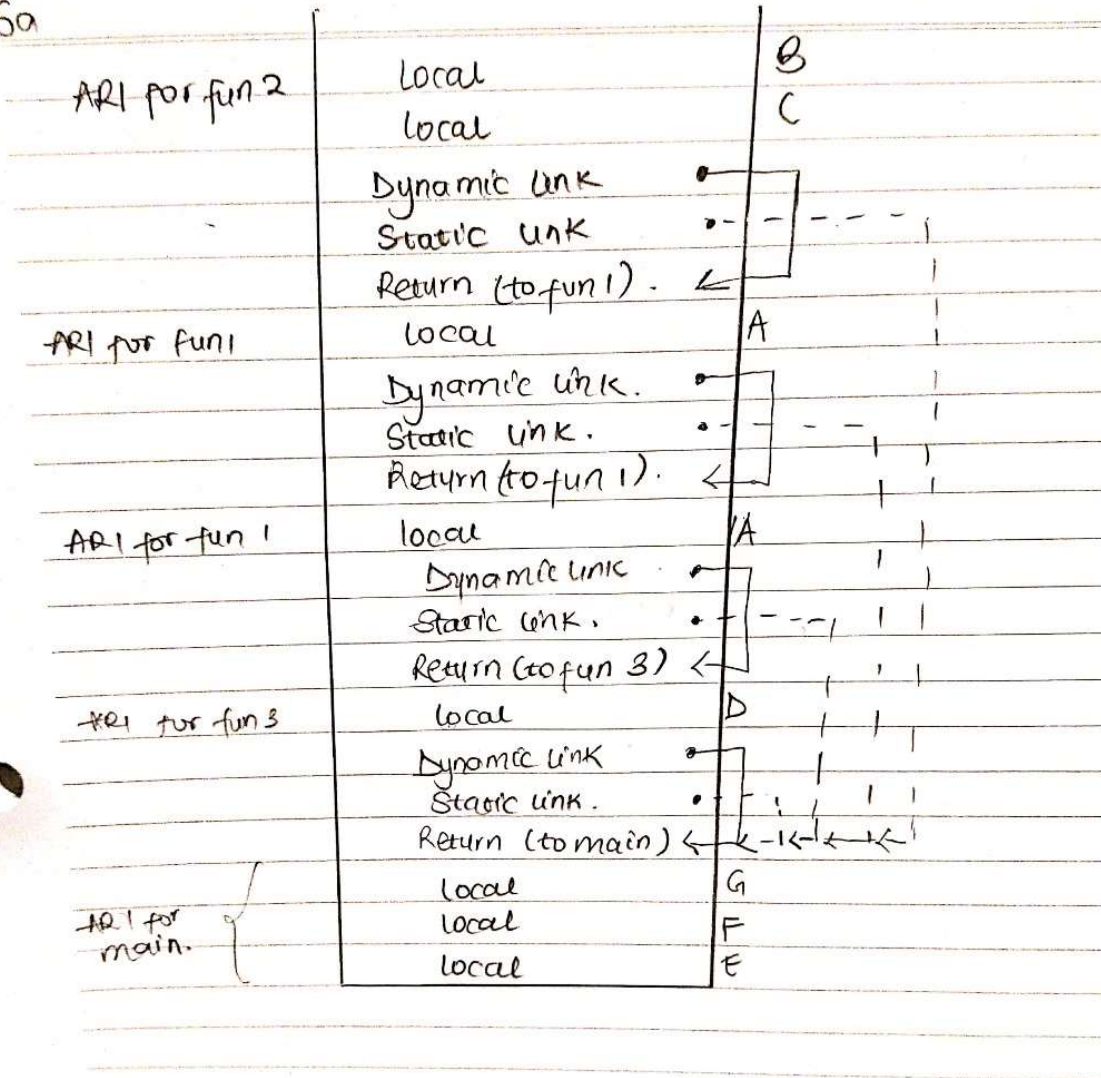 5a
ARI for fun 2 Local B
local C
Dynamic link
Static link
Return (to fun 1).
ARI for fun1 local A
Dynamic link.
Static link.
Return (to fun 1).
ARI for fun 1 local A
Dynamic link
Static link.
Return (to fun 3)
ARI for fun 3 local D
Dynamic link
Static link.
Return (to main)
local G
ARI for local F
main. local E